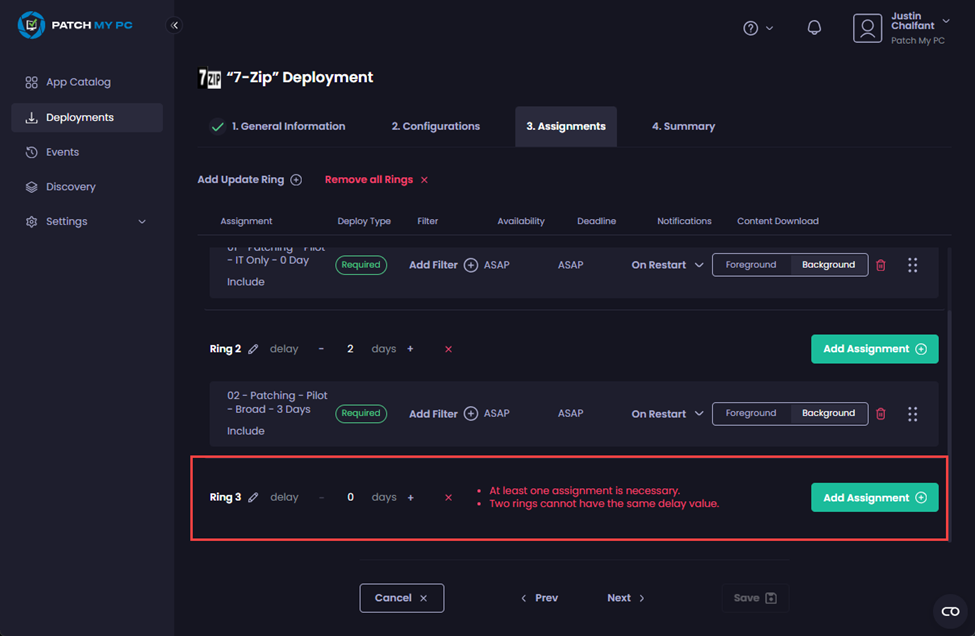 PATCH MY PC
Justin
Chalfant
Patch My PC
App Catalog
Deployments
Events
Discovery
Settings
7ZIP “7-Zip” Deployment
1. General Information
2. Configurations
3. Assignments
4. Summary
Add Update Ring
Remove all Rings
Assignment
Deploy Type
Filter
Availability
Deadline
Notifications
Content Download
01 - Patching - Pilot
- IT Only - 0 Day
Include
Required
Add Filter
ASAP
ASAP
On Restart
Foreground
Background
Ring 2 delay - 2 days +
Add Assignment
02 - Patching - Pilot
- Broad - 3 Days
Include
Required
Add Filter
ASAP
ASAP
On Restart
Foreground
Background
Ring 3 delay - 0 days +
• At least one assignment is necessary.
• Two rings cannot have the same delay value.
Add Assignment
Cancel
Prev
Next
Save